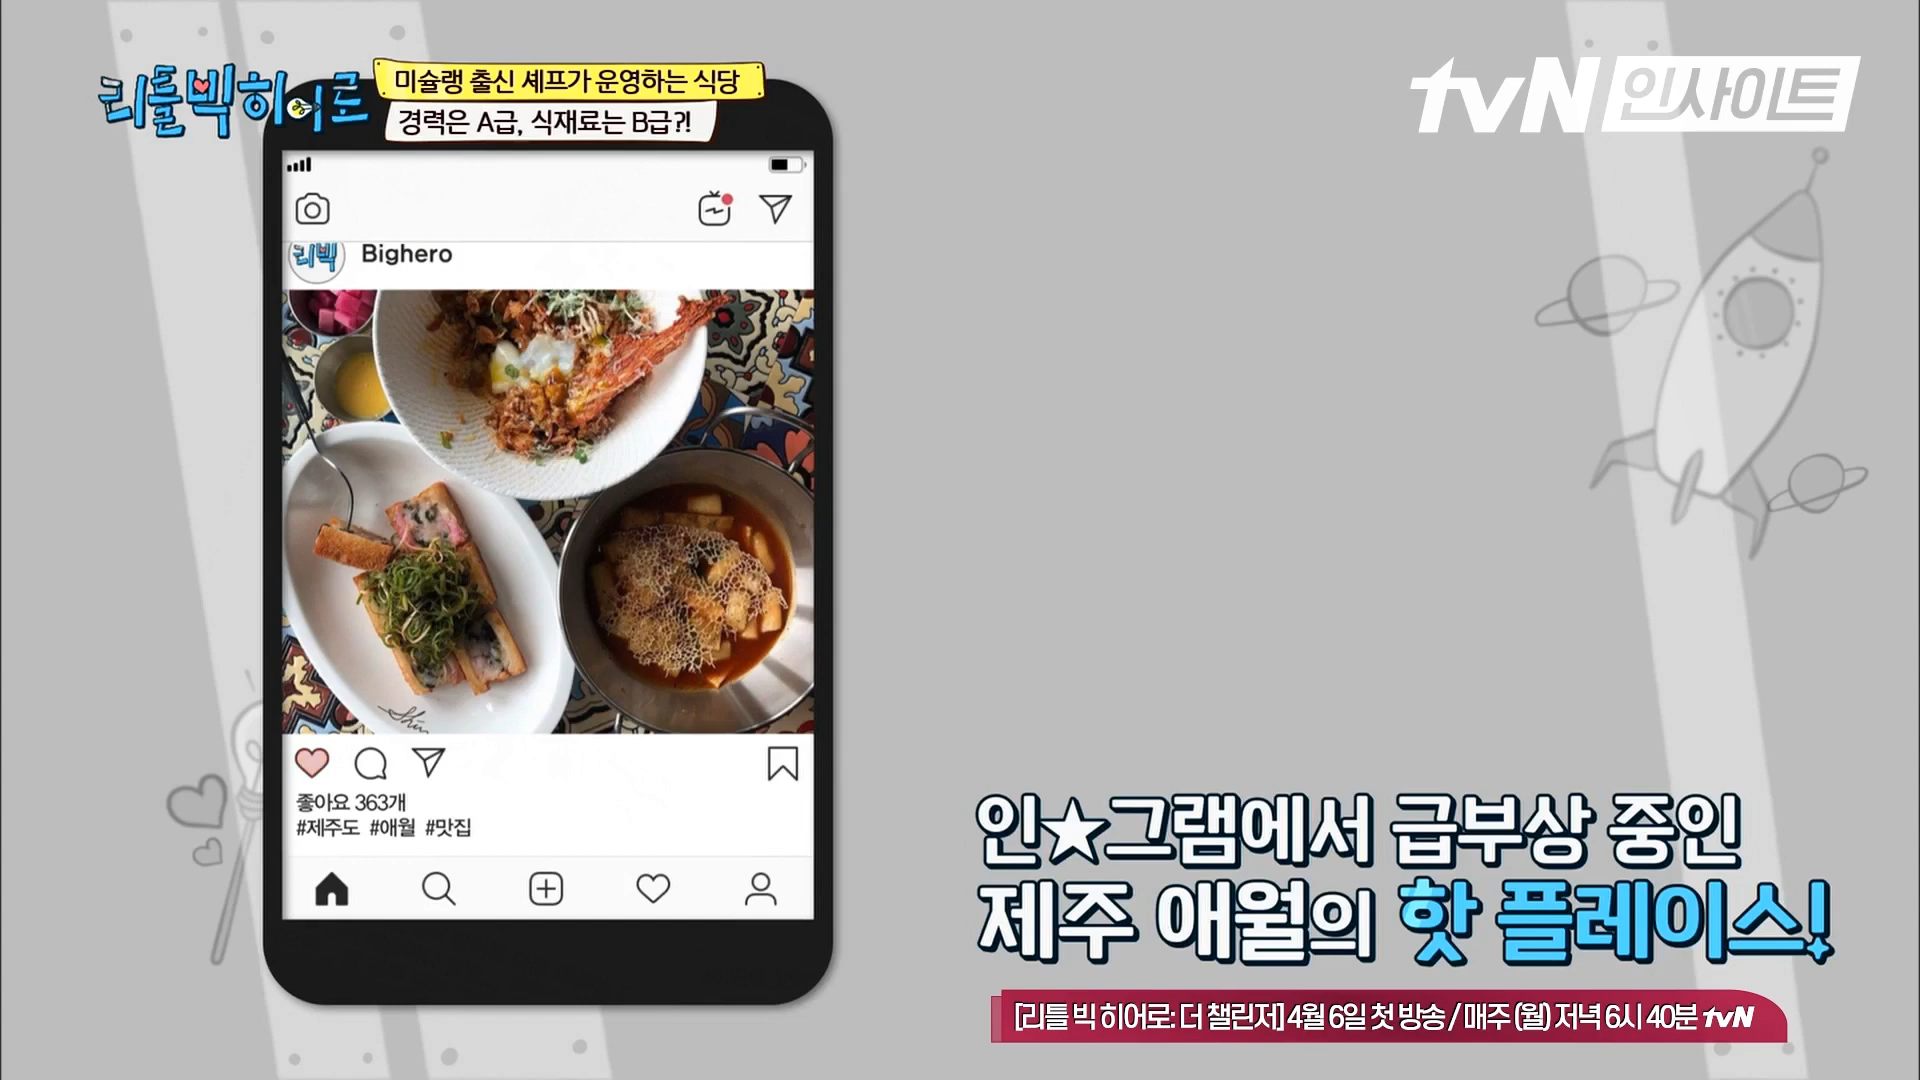 리틀빅히어로
미슐랭 출신 셰프가 운영하는 식당
경력은 A급, 식재료는 B급?!
tvN 인사이트
리빅 Bighero
좋아요 363개
#제주도 #애월 #맛집
인★그램에서 급부상 중인
제주 애월의 핫 플레이스!
[리틀 빅 히어로: 더 챌린저] 4월 6일 첫 방송 / 매주 (월) 저녁 6시 40분 tvN